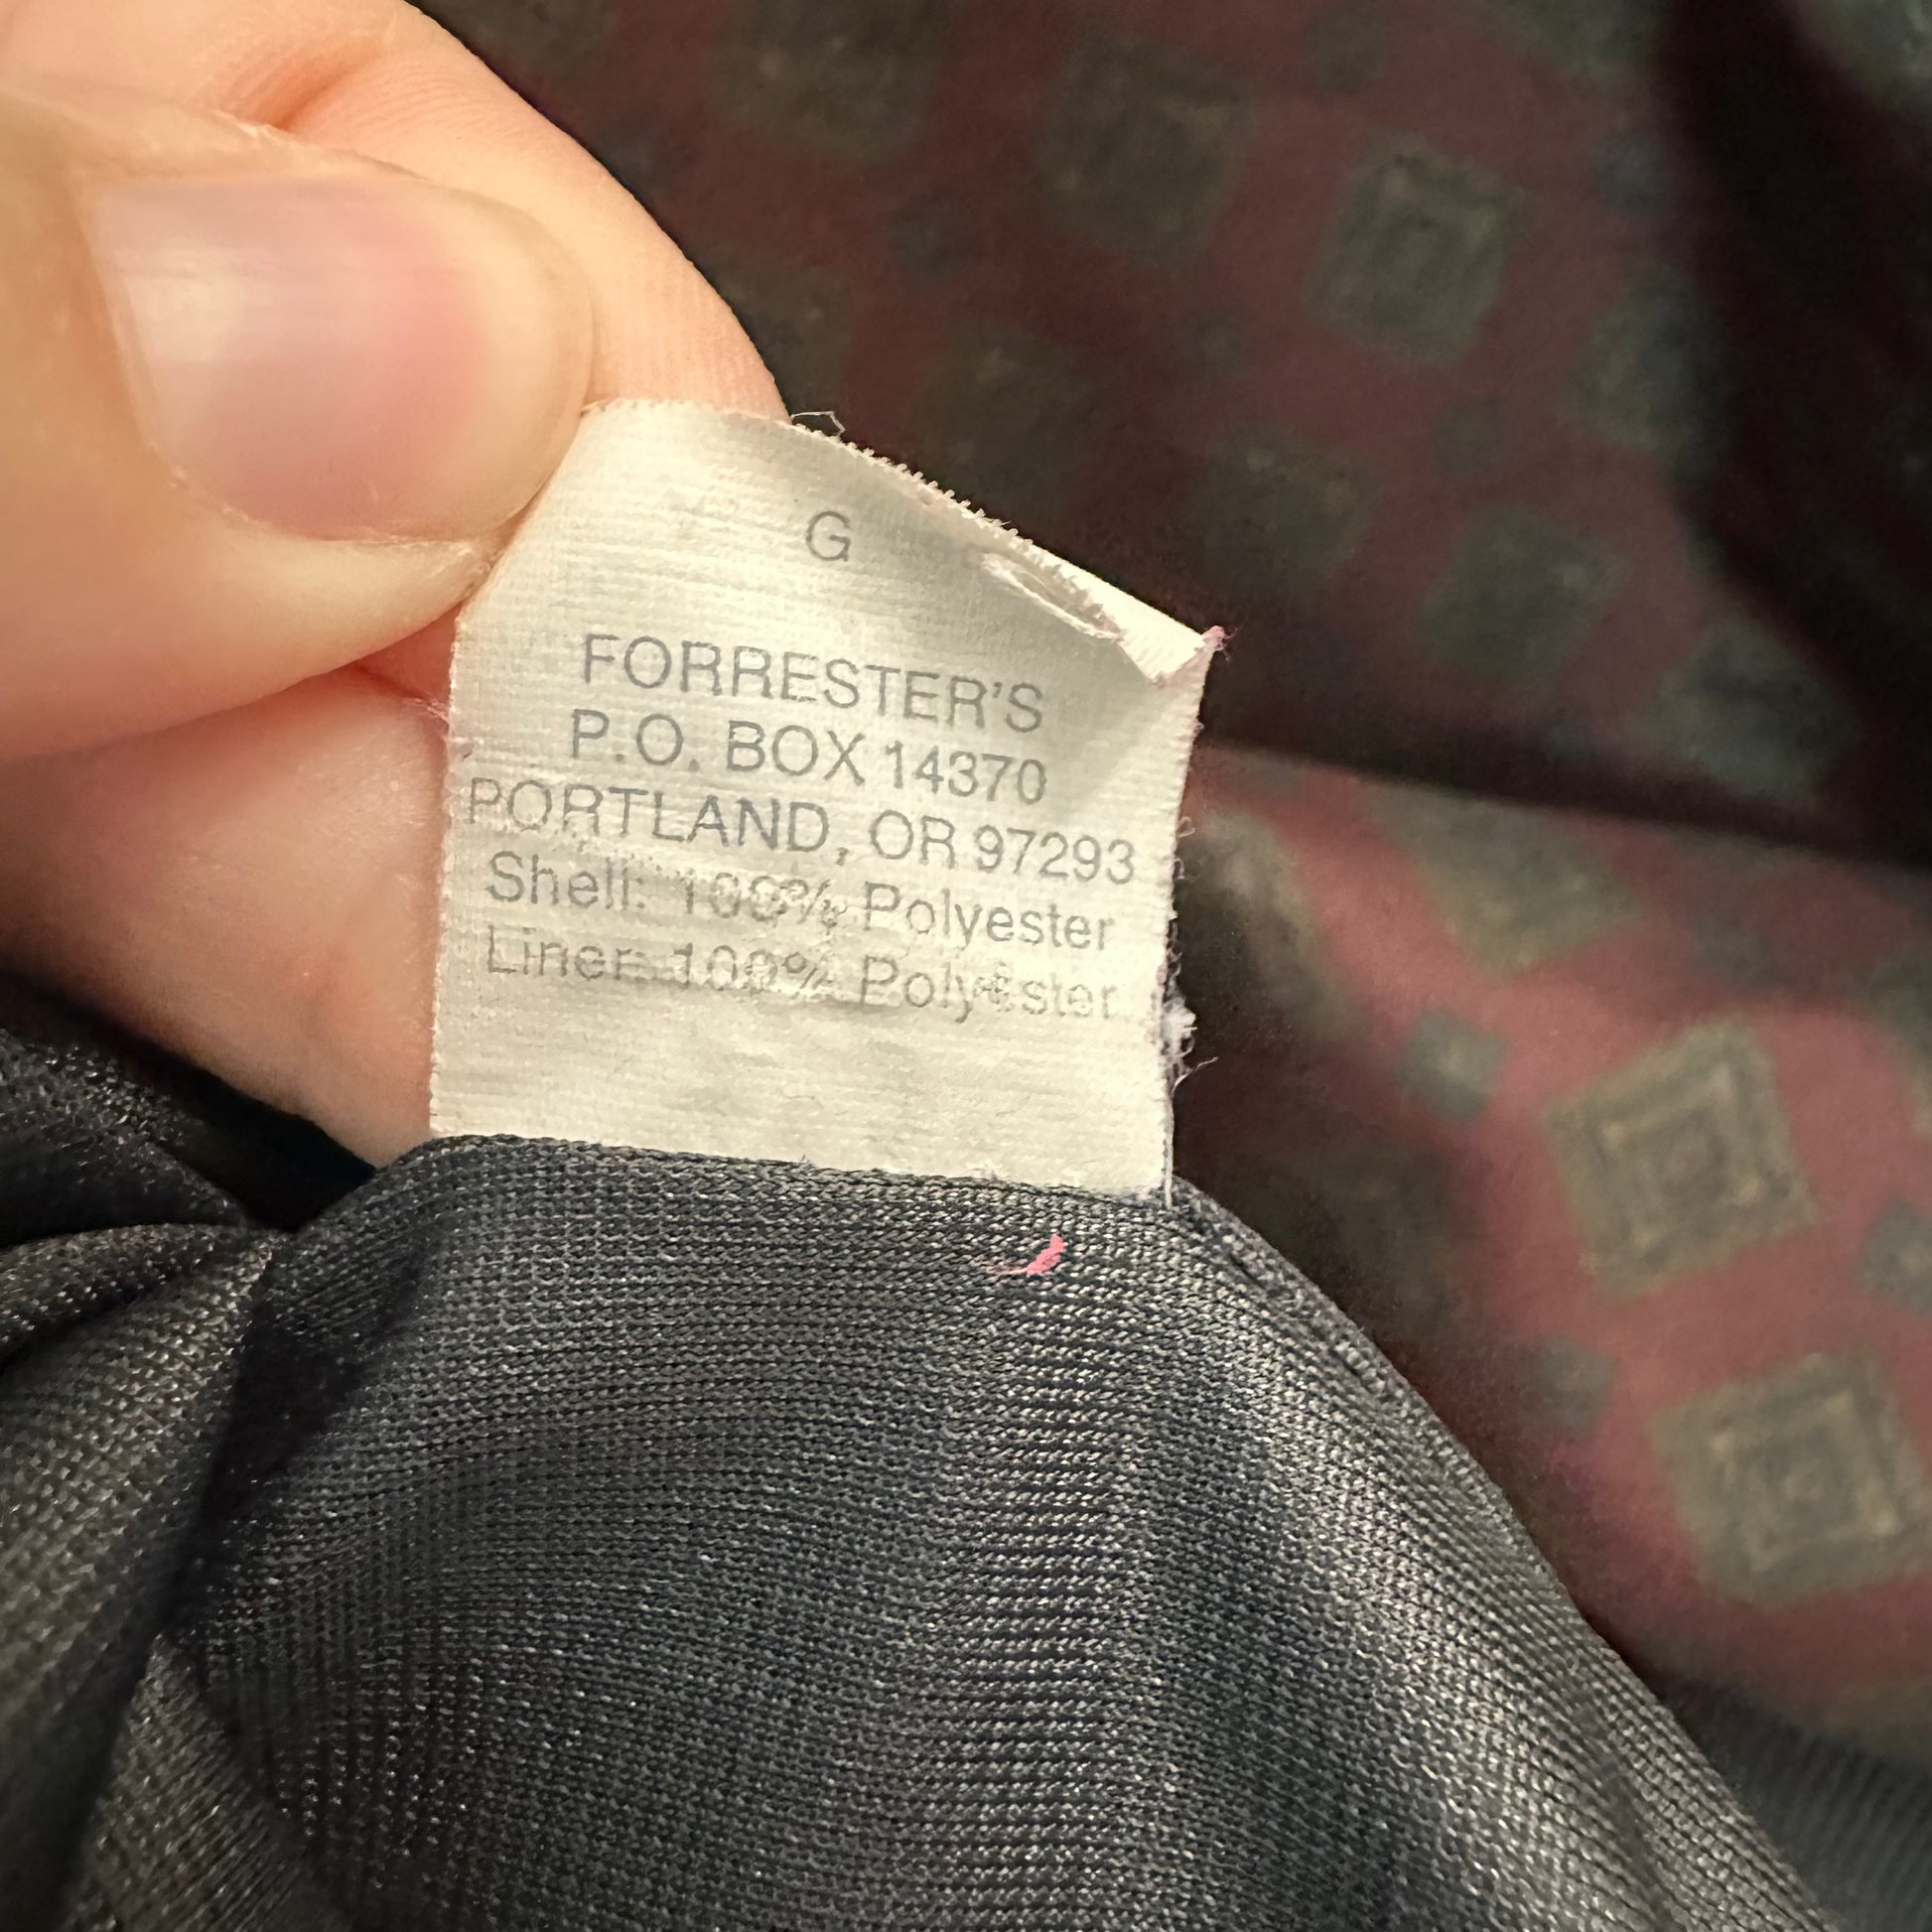 G
FORRESTER'S
P.O. BOX 14370
PORTLAND, OR 97293
Shell: 100% Polyester
Liner: 100% Polyester